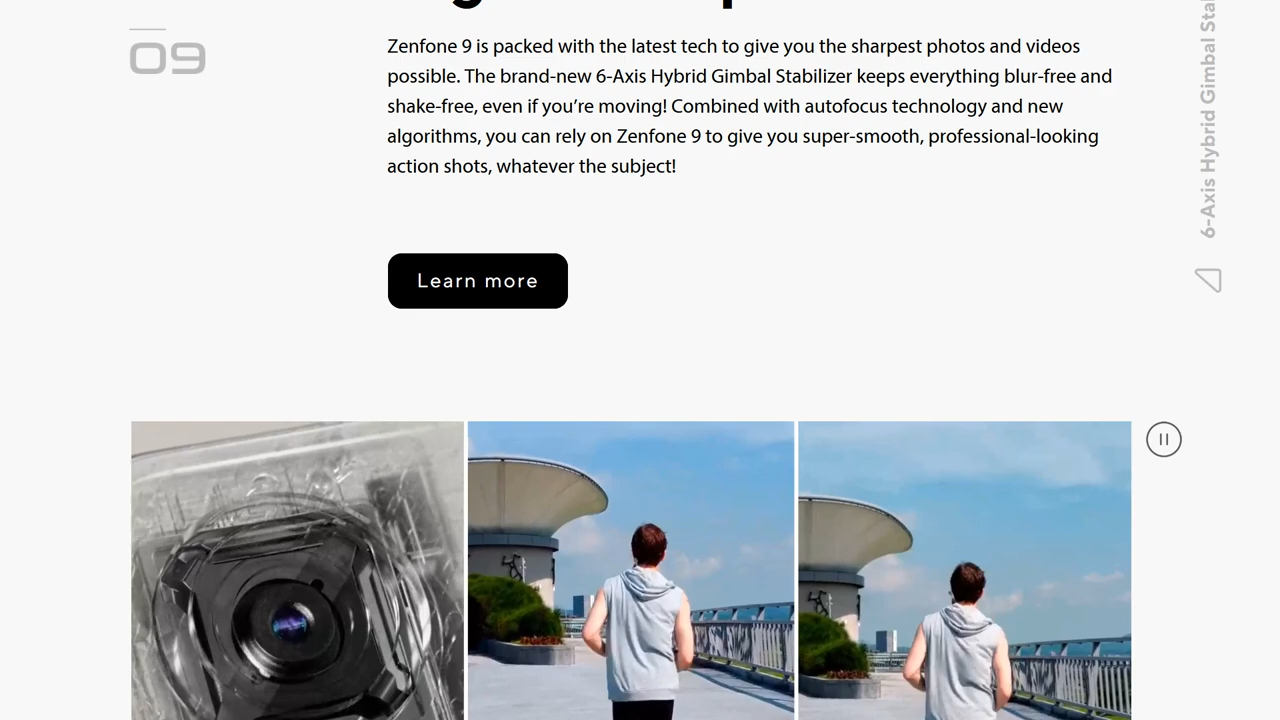 09
Zenfone 9 is packed with the latest tech to give you the sharpest photos and videos
possible. The brand-new 6-Axis Hybrid Gimbal Stabilizer keeps everything blur-free and
shake-free, even if you’re moving! Combined with autofocus technology and new
algorithms, you can rely on Zenfone 9 to give you super-smooth, professional-looking
action shots, whatever the subject!
Learn more
6-Axis Hybrid Gimbal